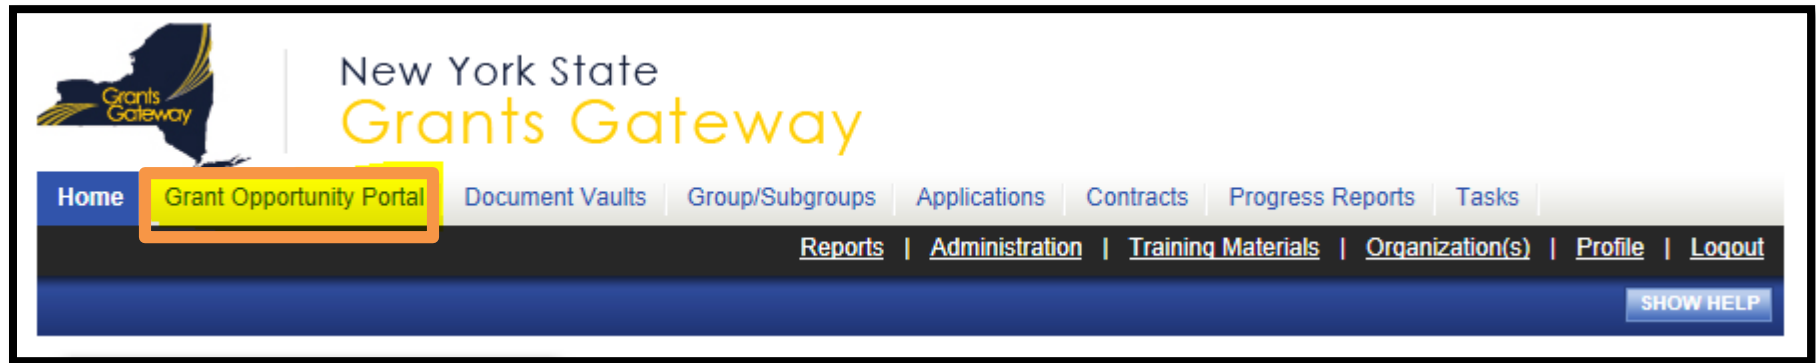 Grants
Gateway
New York State
Grants Gateway
Home Grant Opportunity Portal Document Vaults Group/Subgroups Applications Contracts Progress Reports Tasks
Reports | Administration | Training Materials | Organization(s) | Profile | Logout
SHOW HELP